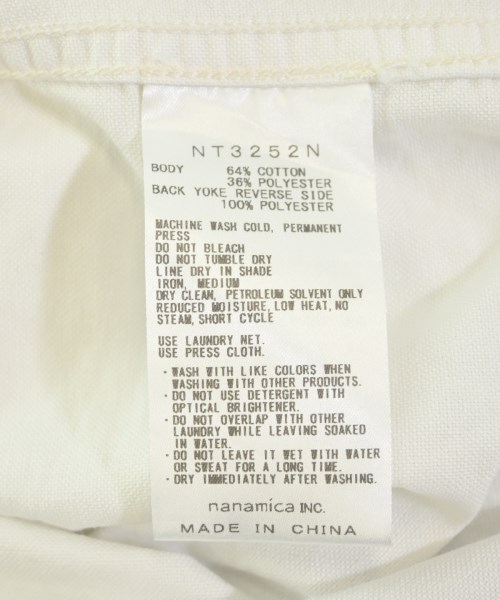 NT3252N
BODY 64% COTTON
36% POLYESTER
BACK YOKE REVERSE SIDE
100% POLYESTER
MACHINE WASH COLD, PERMANENT
PRESS
DO NOT BLEACH
DO NOT TUMBLE DRY
LINE DRY IN SHADE
IRON, MEDIUM
DRY CLEAN, PETROLEUM SOLVENT ONLY
REDUCED MOISTURE, LOW HEAT, NO
STEAM, SHORT CYCLE
USE LAUNDRY NET.
USE PRESS CLOTH.
・WASH WITH LIKE COLORS WHEN
WASHING WITH OTHER PRODUCTS.
・DO NOT USE DETERGENT WITH
OPTICAL BRIGHTENER.
・DO NOT OVERLAP WITH OTHER
LAUNDRY WHILE LEAVING SOAKED
IN WATER.
・DO NOT LEAVE IT WET WITH WATER
OR SWEAT FOR A LONG TIME.
・DRY IMMEDIATELY AFTER WASHING.
nanamica INC.
MADE IN CHINA